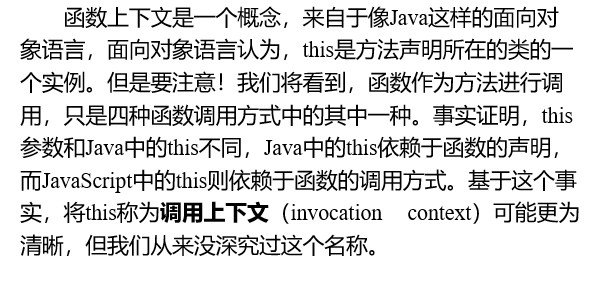 函数上下文是一个概念，来自于像Java这样的面向对
象语言，面向对象语言认为，this是方法声明所在的类的一
个实例。但是要注意！我们将看到，函数作为方法进行调
用，只是四种函数调用方式中的其中一种。事实证明，this
参数和Java中的this不同，Java中的this依赖于函数的声明，
而JavaScript中的this则依赖于函数的调用方式。基于这个事
实，将this称为调用上下文（invocation context）可能更为
清晰，但我们从来没深究过这个名称。